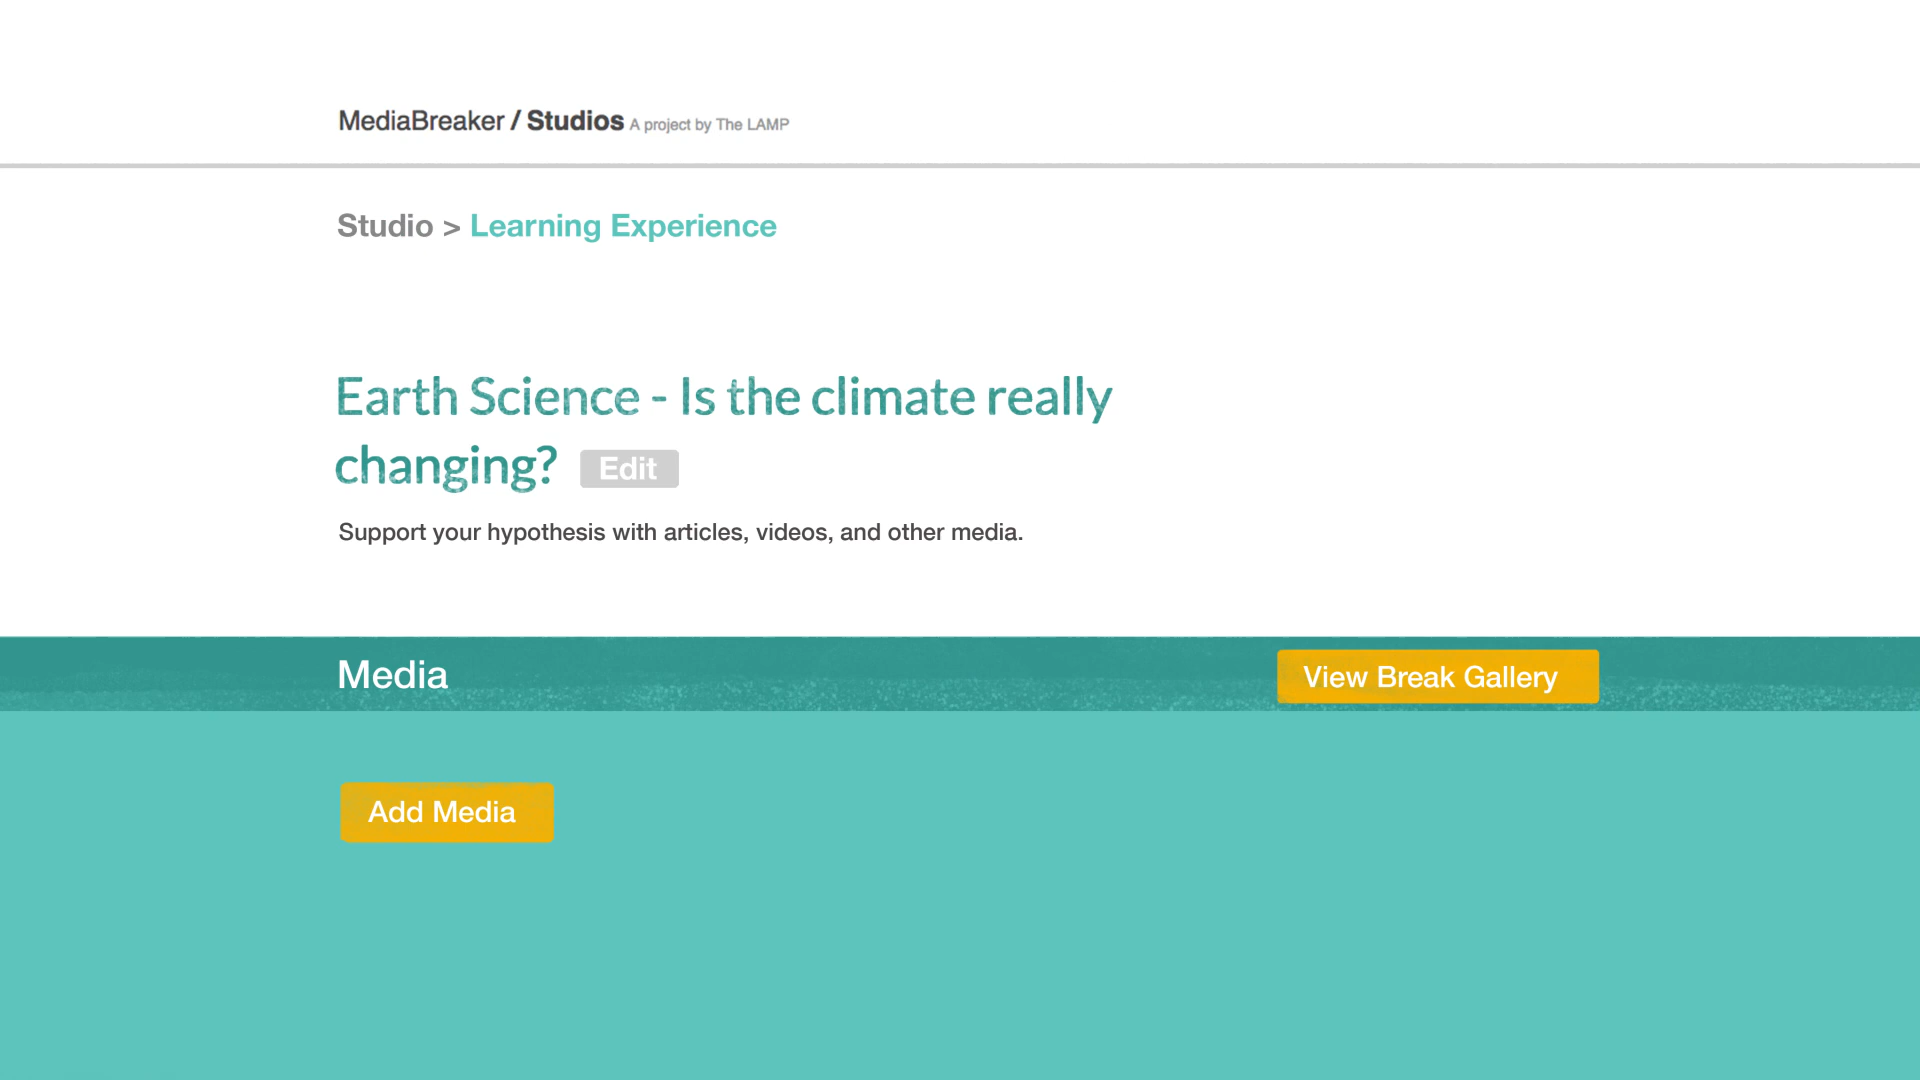 MediaBreaker / Studios A project by The LAMP
Studio > Learning Experience
Earth Science - Is the climate really
changing? Edit
Support your hypothesis with articles, videos, and other media.
Media View Break Gallery
Add Media